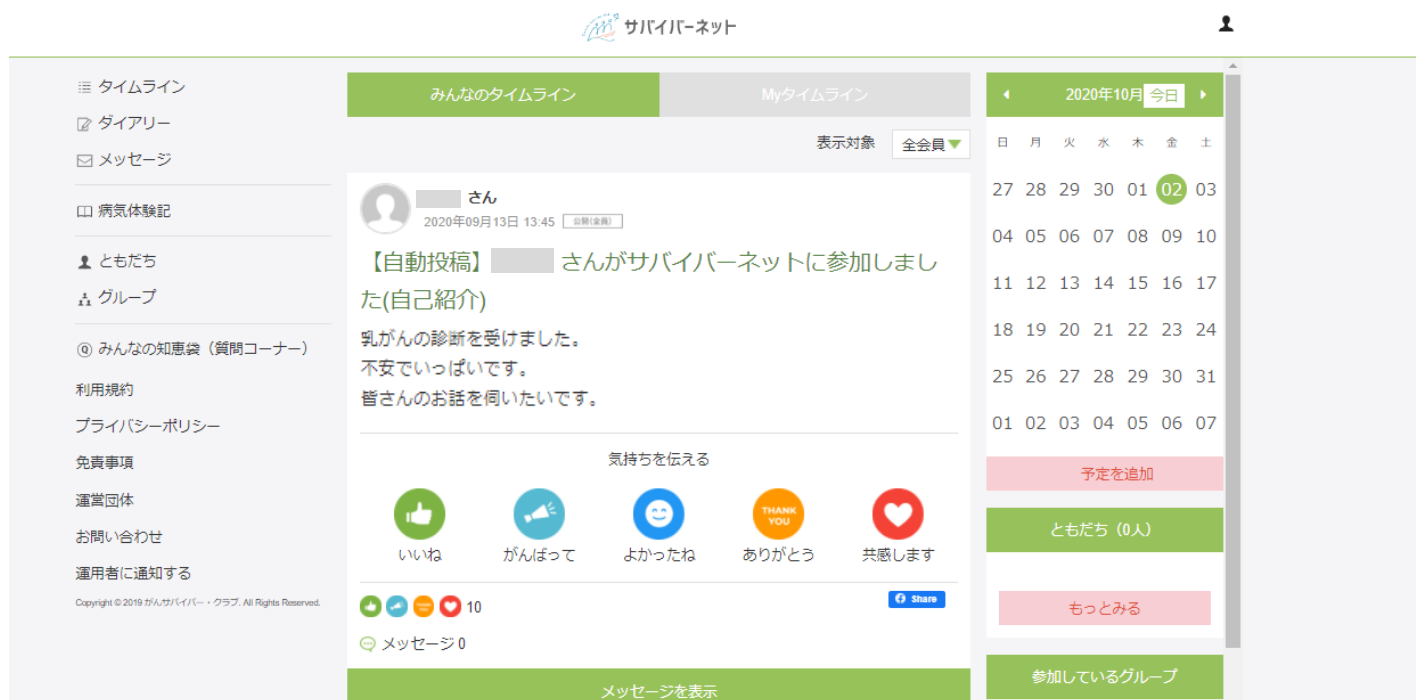 サバイバーネット
タイムライン
ダイアリー
メッセージ
病気体験記
ともだち
グループ
みんなの知恵袋（質問コーナー）
利用規約
プライバシーポリシー
免責事項
運営団体
お問い合わせ
運用者に通知する
Copyright © 2019 がんサバイバー・クラブ. All Rights Reserved.
みんなのタイムライン
Myタイムライン
表示対象
全会員▼
さん
2020年09月13日 13:45 公開(全員)
【自動投稿】 さんがサバイバーネットに参加しまし
た(自己紹介)
乳がんの診断を受けました。
不安でいっぱいです。
皆さんのお話を伺いたいです。
気持ちを伝える
THANK
YOU
いいね がんばって よかったね ありがとう 共感します
10
Share
メッセージ 0
メッセージを表示
2020年10月 今日
日 月 火 水 木 金 土
27 28 29 30 01 02 03
04 05 06 07 08 09 10
11 12 13 14 15 16 17
18 19 20 21 22 23 24
25 26 27 28 29 30 31
01 02 03 04 05 06 07
予定を追加
ともだち（0人）
もっとみる
参加しているグループ